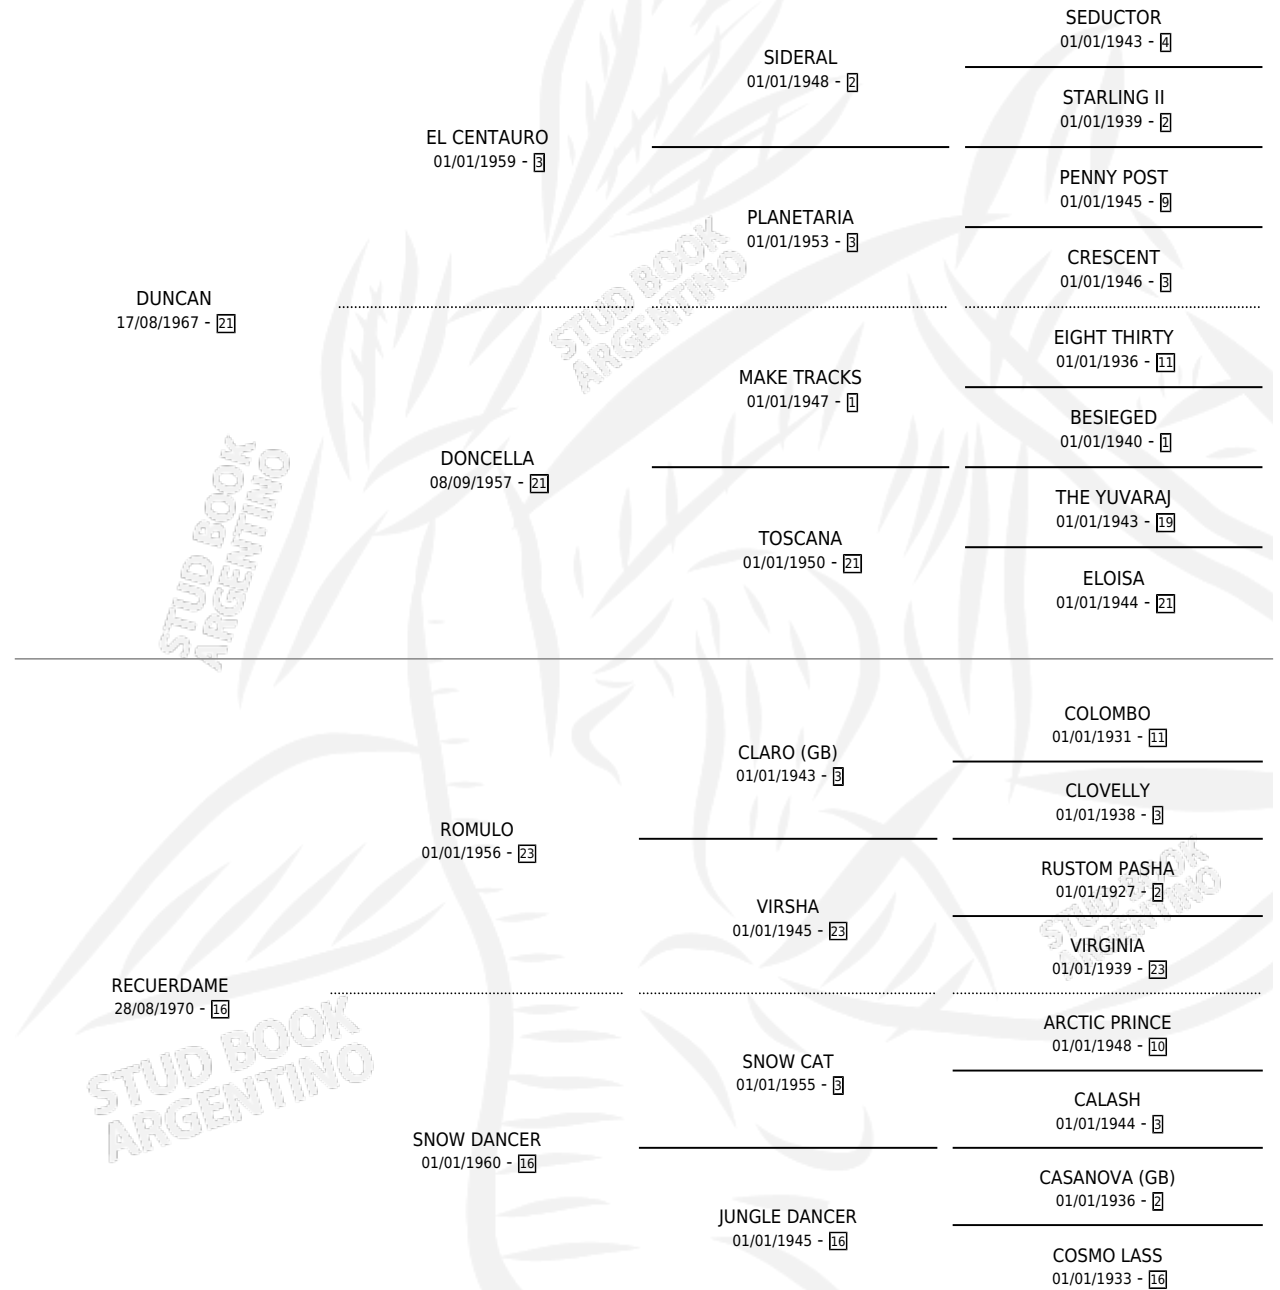 SEDUCTOR
01/01/1943 - 4
SIDERAL
01/01/1948 - 2
STARLING II
01/01/1939 - 2
EL CENTAURO
01/01/1959 - 3
PENNY POST
01/01/1945 - 9
PLANETARIA
01/01/1953 - 3
CRESCENT
01/01/1946 - 3
DUNCAN
17/08/1967 - 21
EIGHT THIRTY
01/01/1936 - 11
MAKE TRACKS
01/01/1947 - 1
BESIEGED
01/01/1940 - 1
DONCELLA
08/09/1957 - 21
THE YUVARAJ
01/01/1943 - 19
TOSCANA
01/01/1950 - 21
ELOISA
01/01/1944 - 21
COLOMBO
01/01/1931 - 11
CLARO (GB)
01/01/1943 - 3
CLOVELLY
01/01/1938 - 3
ROMULO
01/01/1956 - 23
RUSTOM PASHA
01/01/1927 - 2
VIRSHA
01/01/1945 - 23
VIRGINIA
01/01/1939 - 23
RECUERDAME
28/08/1970 - 16
ARCTIC PRINCE
01/01/1948 - 10
SNOW CAT
01/01/1955 - 3
CALASH
01/01/1944 - 3
SNOW DANCER
01/01/1960 - 16
CASANOVA (GB)
01/01/1936 - 2
JUNGLE DANCER
01/01/1945 - 16
COSMO LASS
01/01/1933 - 16
STUD BOOK
ARGENTINO
STUD BOOK
ARGENTINO
STUD BOOK
ARGENTINO
STUD BOOK
ARGENTINO